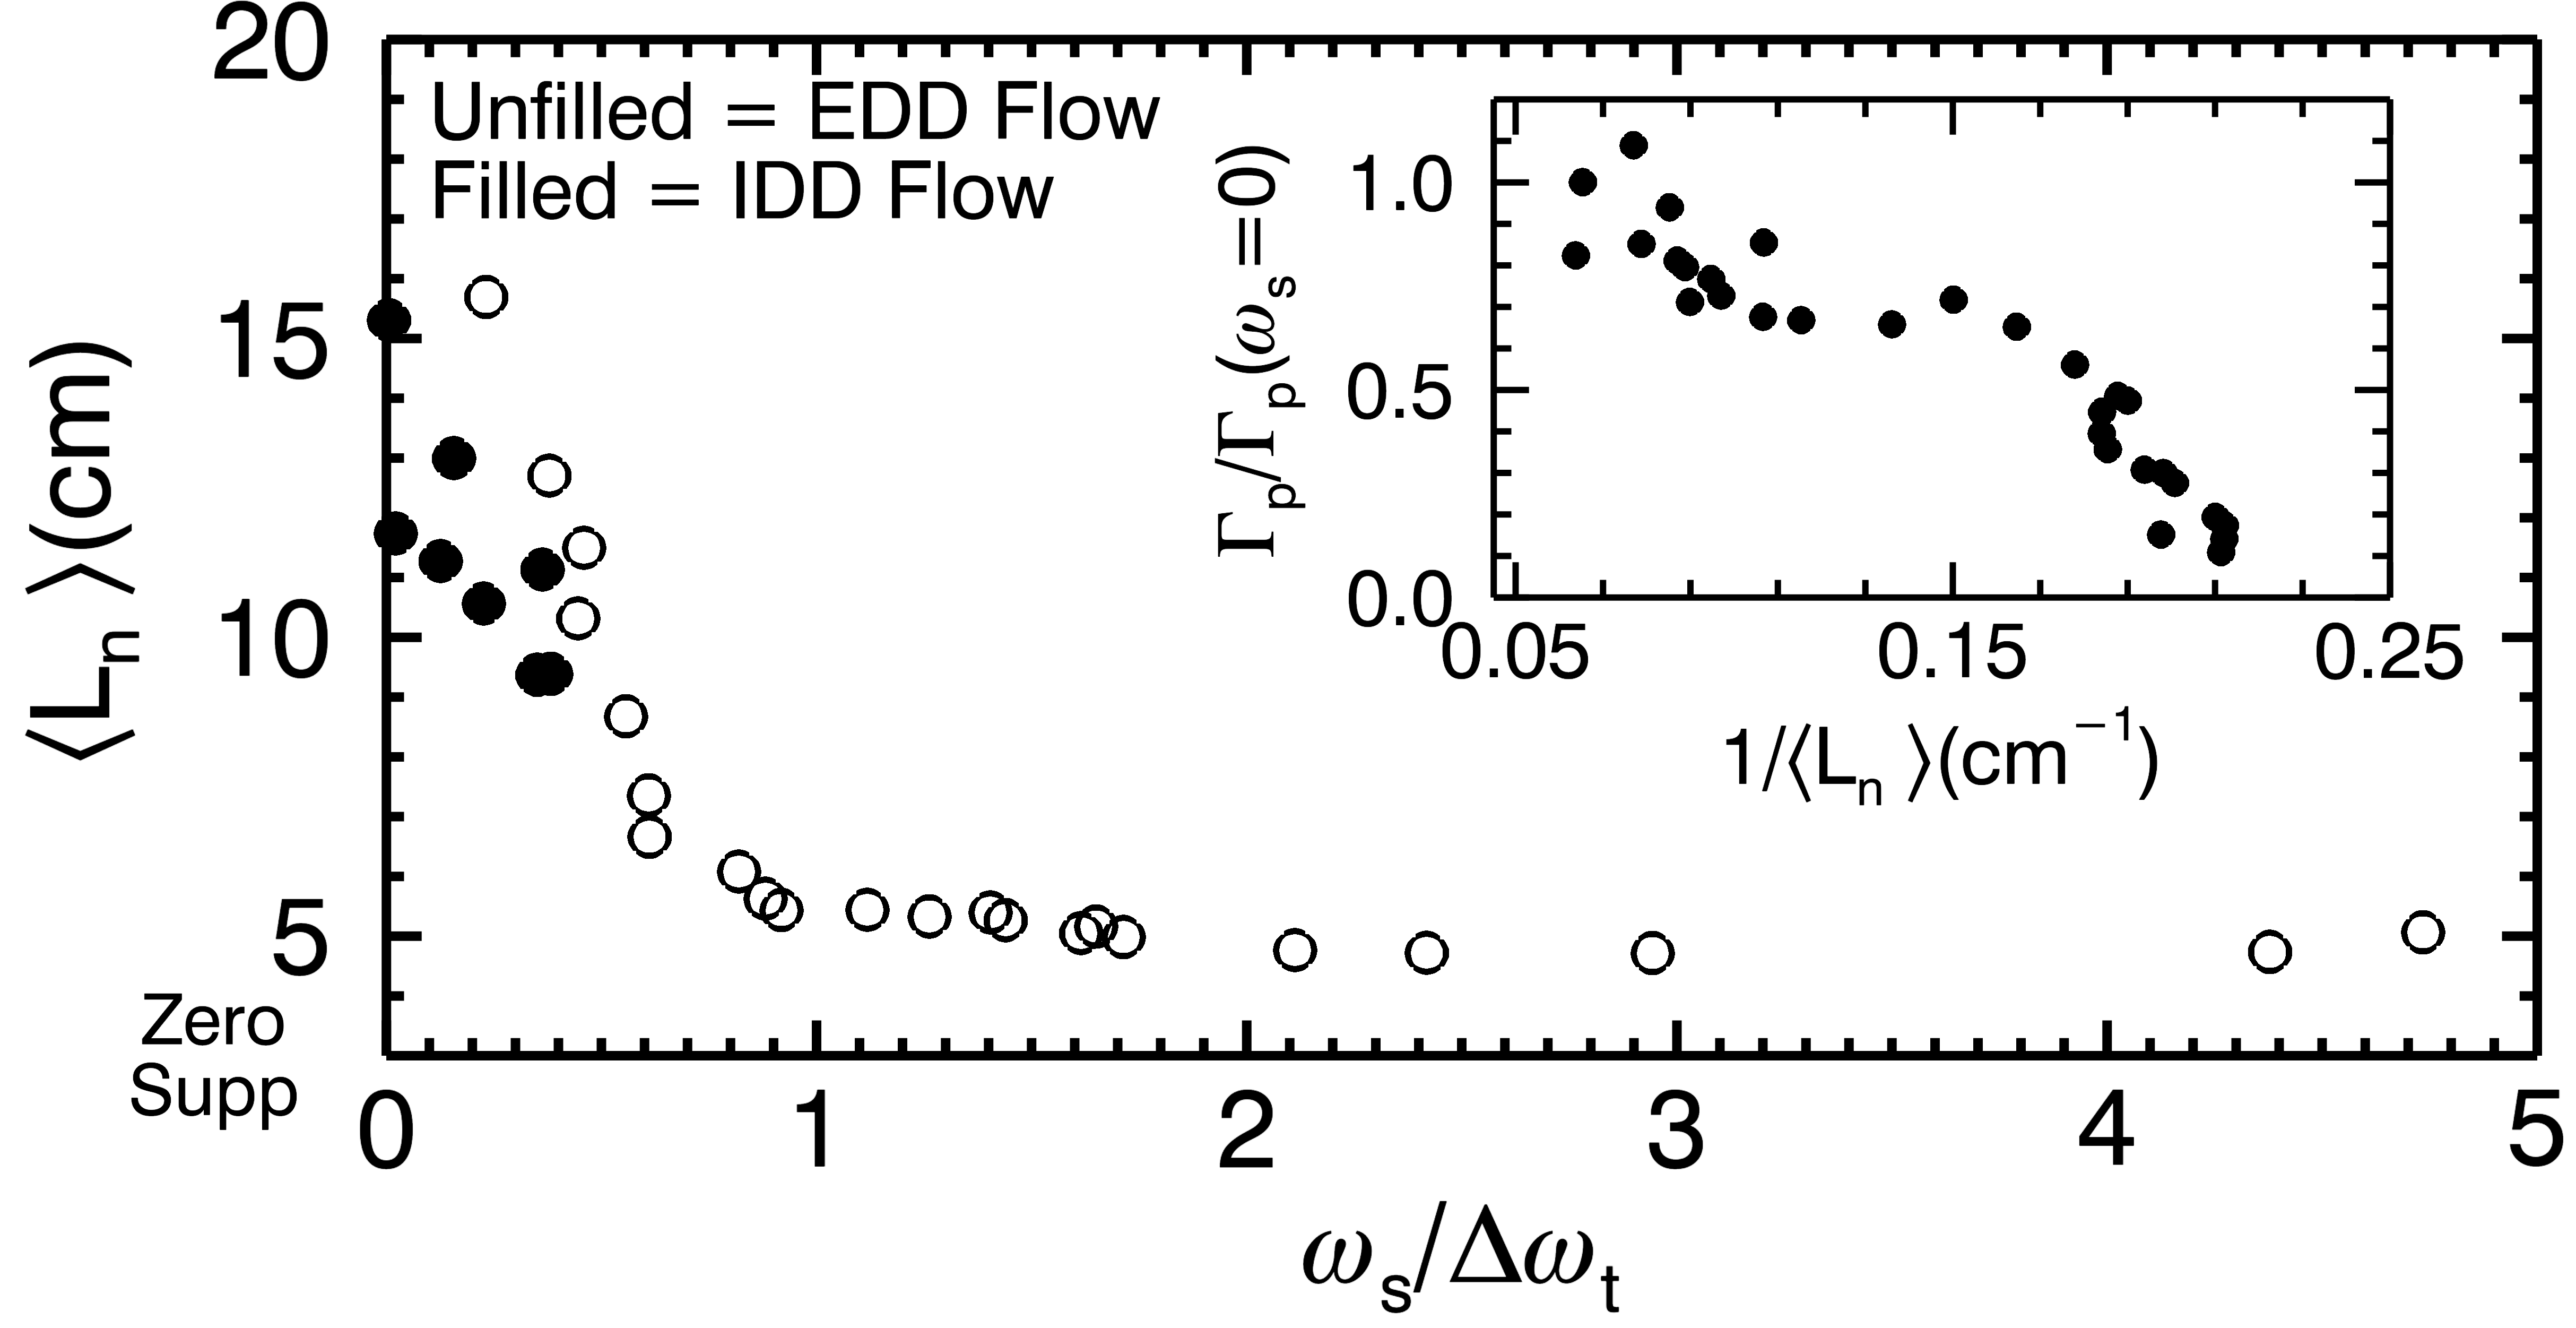 20
15
10
5
Zero
Supp
⟨Lₙ⟩(cm)
Unfilled = EDD Flow
Filled = IDD Flow
0 1 2 3 4 5
ωₛ/Δωₜ
Γₚ/Γₚ(ωₛ=0)
1.0
0.5
0.0
0.05 0.15 0.25
1/⟨Lₙ⟩(cm⁻¹)